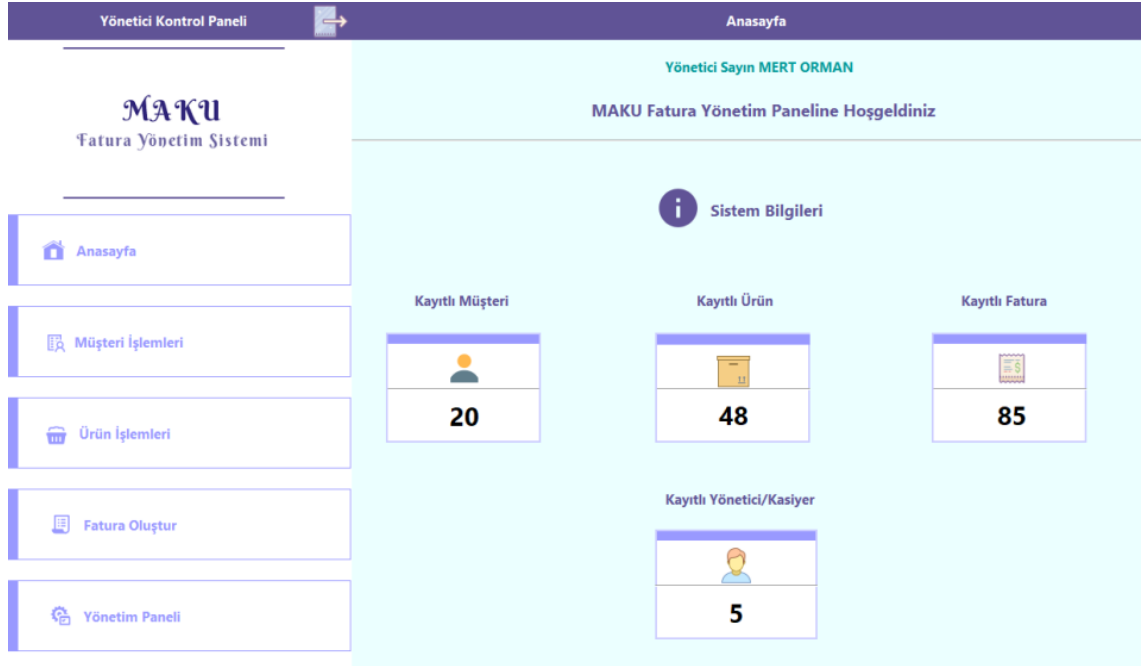 Yönetici Kontrol Paneli
Anasayfa
MAKU
Fatura Yönetim Sistemi
Anasayfa
Müşteri İşlemleri
Ürün İşlemleri
Fatura Oluştur
Yönetim Paneli
Yönetici Sayın MERT ORMAN
MAKU Fatura Yönetim Paneline Hoşgeldiniz
Sistem Bilgileri
Kayıtlı Müşteri
20
Kayıtlı Ürün
48
Kayıtlı Fatura
85
Kayıtlı Yönetici/Kasiyer
5